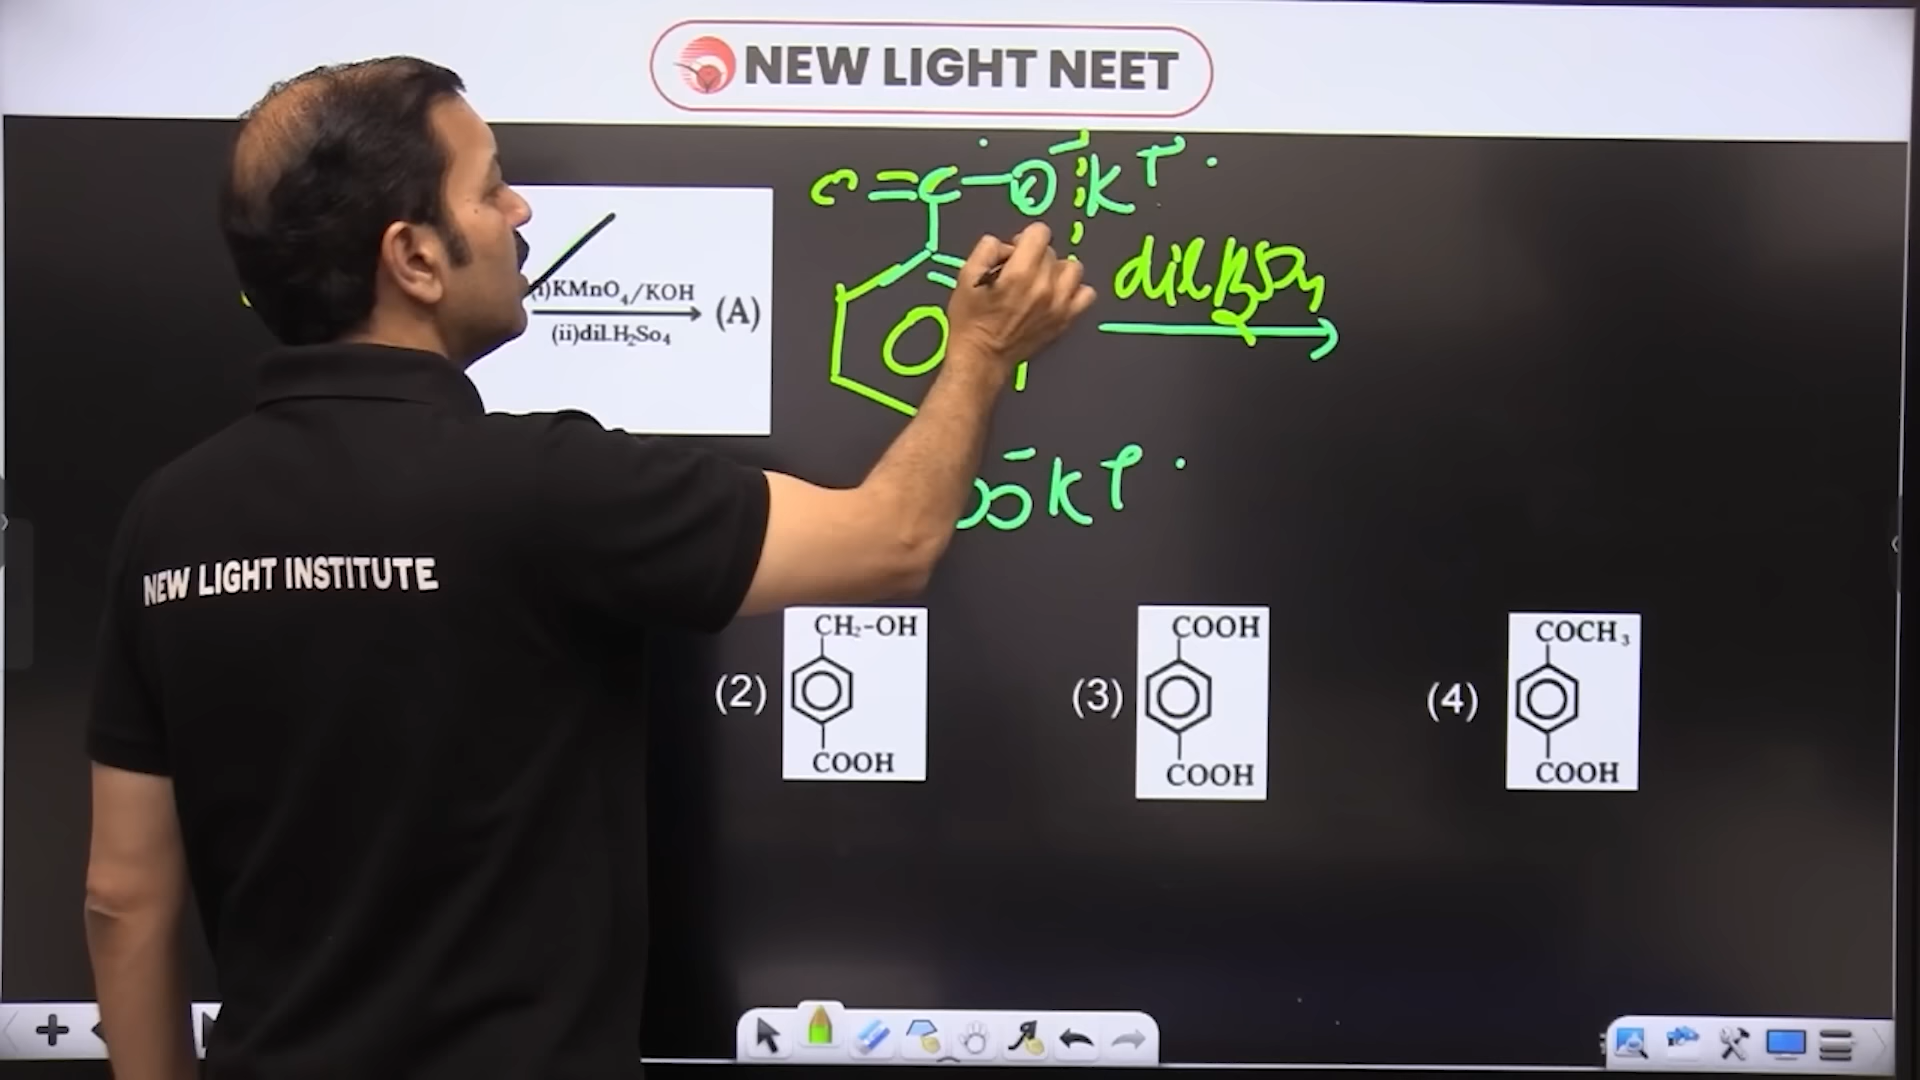 NEW LIGHT NEET
O=C-O⁻K⁺
dil H₂SO₄
(i)KMnO₄/KOH
(ii)dil.H₂So₄
(A)
COO⁻K⁺
NEW LIGHT INSTITUTE
(2)
CH₂-OH
COOH
(3)
COOH
COOH
(4)
COCH₃
COOH